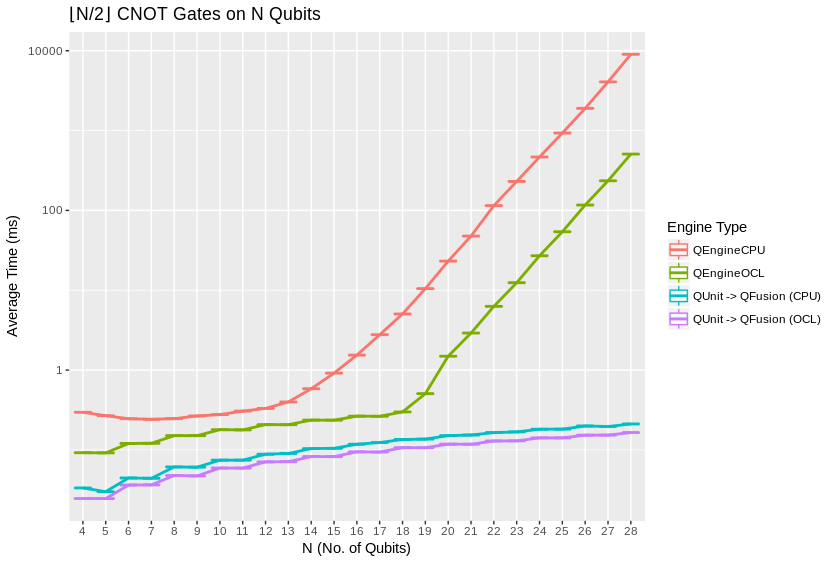 ⌊N/2⌋ CNOT Gates on N Qubits
Average Time (ms)
10000
100
1
4 5 6 7 8 9 10 11 12 13 14 15 16 17 18 19 20 21 22 23 24 25 26 27 28
N (No. of Qubits)
Engine Type
QEngineCPU
QEngineOCL
QUnit -> QFusion (CPU)
QUnit -> QFusion (OCL)